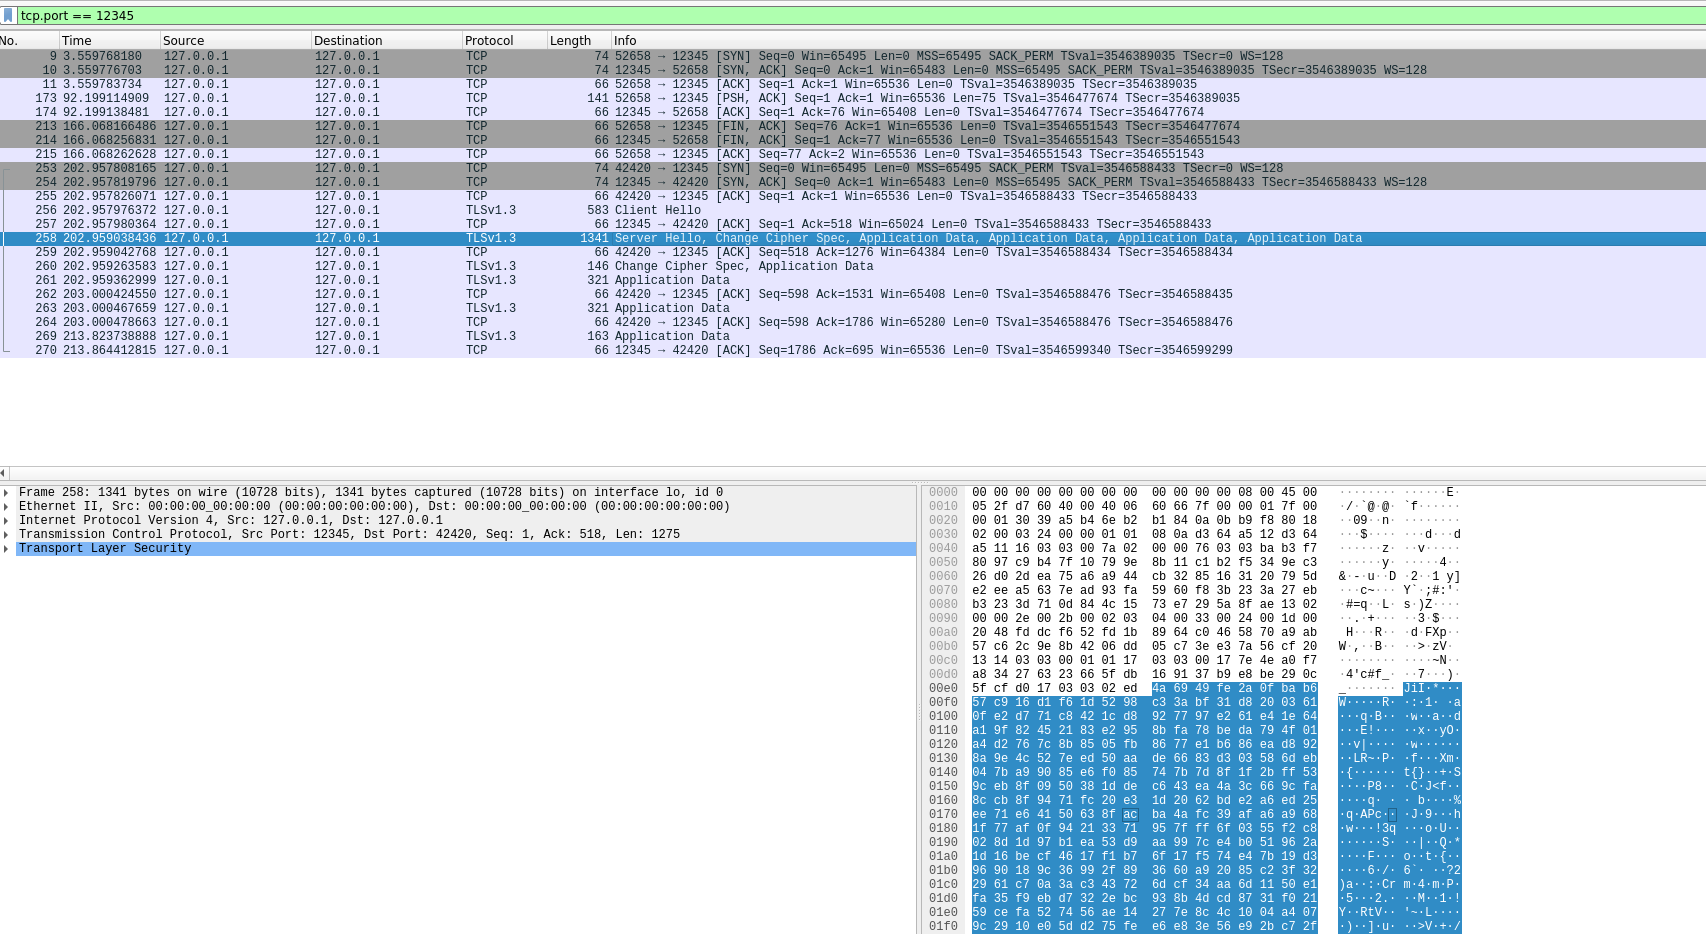 tcp.port == 12345
No. Time Source Destination Protocol Length Info
9 3.559768180 127.0.0.1 127.0.0.1 TCP 74 52658 → 12345 [SYN] Seq=0 Win=65495 Len=0 MSS=65495 SACK_PERM TSval=3546389035 TSecr=0 WS=128
10 3.559776703 127.0.0.1 127.0.0.1 TCP 74 12345 → 52658 [SYN, ACK] Seq=0 Ack=1 Win=65483 Len=0 MSS=65495 SACK_PERM TSval=3546389035 TSecr=3546389035 WS=128
11 3.559783734 127.0.0.1 127.0.0.1 TCP 66 52658 → 12345 [ACK] Seq=1 Ack=1 Win=65536 Len=0 TSval=3546389035 TSecr=3546389035
173 92.199114909 127.0.0.1 127.0.0.1 TCP 141 52658 → 12345 [PSH, ACK] Seq=1 Ack=1 Win=65536 Len=75 TSval=3546477674 TSecr=3546389035
174 92.199138481 127.0.0.1 127.0.0.1 TCP 66 12345 → 52658 [ACK] Seq=1 Ack=76 Win=65408 Len=0 TSval=3546477674 TSecr=3546477674
213 166.068166486 127.0.0.1 127.0.0.1 TCP 66 52658 → 12345 [FIN, ACK] Seq=76 Ack=1 Win=65536 Len=0 TSval=3546551543 TSecr=3546477674
214 166.068256831 127.0.0.1 127.0.0.1 TCP 66 12345 → 52658 [FIN, ACK] Seq=1 Ack=77 Win=65536 Len=0 TSval=3546551543 TSecr=3546551543
215 166.068262628 127.0.0.1 127.0.0.1 TCP 66 52658 → 12345 [ACK] Seq=77 Ack=2 Win=65536 Len=0 TSval=3546551543 TSecr=3546551543
253 202.957808165 127.0.0.1 127.0.0.1 TCP 74 42420 → 12345 [SYN] Seq=0 Win=65495 Len=0 MSS=65495 SACK_PERM TSval=3546588433 TSecr=0 WS=128
254 202.957819796 127.0.0.1 127.0.0.1 TCP 74 12345 → 42420 [SYN, ACK] Seq=0 Ack=1 Win=65483 Len=0 MSS=65495 SACK_PERM TSval=3546588433 TSecr=3546588433 WS=128
255 202.957826071 127.0.0.1 127.0.0.1 TCP 66 42420 → 12345 [ACK] Seq=1 Ack=1 Win=65536 Len=0 TSval=3546588433 TSecr=3546588433
256 202.957976372 127.0.0.1 127.0.0.1 TLSv1.3 583 Client Hello
257 202.957980364 127.0.0.1 127.0.0.1 TCP 66 12345 → 42420 [ACK] Seq=1 Ack=518 Win=65024 Len=0 TSval=3546588433 TSecr=3546588433
258 202.959038436 127.0.0.1 127.0.0.1 TLSv1.3 1341 Server Hello, Change Cipher Spec, Application Data, Application Data, Application Data, Application Data
259 202.959042768 127.0.0.1 127.0.0.1 TCP 66 42420 → 12345 [ACK] Seq=518 Ack=1276 Win=64384 Len=0 TSval=3546588434 TSecr=3546588434
260 202.959263583 127.0.0.1 127.0.0.1 TLSv1.3 146 Change Cipher Spec, Application Data
261 202.959362999 127.0.0.1 127.0.0.1 TLSv1.3 321 Application Data
262 203.000424550 127.0.0.1 127.0.0.1 TCP 66 42420 → 12345 [ACK] Seq=598 Ack=1531 Win=65408 Len=0 TSval=3546588476 TSecr=3546588435
263 203.000467659 127.0.0.1 127.0.0.1 TLSv1.3 321 Application Data
264 203.000478663 127.0.0.1 127.0.0.1 TCP 66 42420 → 12345 [ACK] Seq=598 Ack=1786 Win=65280 Len=0 TSval=3546588476 TSecr=3546588476
269 213.823738888 127.0.0.1 127.0.0.1 TLSv1.3 163 Application Data
270 213.864412815 127.0.0.1 127.0.0.1 TCP 66 12345 → 42420 [ACK] Seq=1786 Ack=695 Win=65536 Len=0 TSval=3546599340 TSecr=3546599299
Frame 258: 1341 bytes on wire (10728 bits), 1341 bytes captured (10728 bits) on interface lo, id 0
Ethernet II, Src: 00:00:00_00:00:00 (00:00:00:00:00:00), Dst: 00:00:00_00:00:00 (00:00:00:00:00:00)
Internet Protocol Version 4, Src: 127.0.0.1, Dst: 127.0.0.1
Transmission Control Protocol, Src Port: 12345, Dst Port: 42420, Seq: 1, Ack: 518, Len: 1275
Transport Layer Security
0000 00 00 00 00 00 00 00 00 00 00 00 00 08 00 45 00 ········ ······E·
0010 05 2f d7 60 40 00 40 06 60 66 7f 00 00 01 7f 00 ·/·`@·@· `f······
0020 00 01 30 39 a5 b4 6e b2 b1 84 0a 0b b9 f8 80 18 ··09··n· ········
0030 02 00 03 24 00 00 01 01 08 0a d3 64 a5 12 d3 64 ···$···· ···d···d
0040 a5 11 16 03 03 00 7a 02 00 00 76 03 03 ba b3 f7 ······z· ··v·····
0050 80 97 c9 b4 7f 10 79 9e 8b 11 c1 b2 f5 34 9e c3 ······y· ·····4··
0060 26 d0 2d ea 75 a6 a9 44 cb 32 85 16 31 20 79 5d &·-·u··D ·2··1 y]
0070 e2 ee a5 63 7e ad 93 fa 59 60 f8 3b 23 3a 27 eb ···c~··· Y`·;#:'·
0080 b3 23 3d 71 0d 84 4c 15 73 e7 29 5a 8f ae 13 02 ·#=q··L· s·)Z····
0090 00 00 2e 00 2b 00 02 03 04 00 33 00 24 00 1d 00 ··.·+··· ··3·$···
00a0 20 48 fd dc f6 52 fd 1b 89 64 c0 46 58 70 a9 ab H···R·· ·d·FXp··
00b0 57 c6 2c 9e 8b 42 06 dd 05 c7 3e e3 7a 56 cf 20 W·,··B·· ··>·zV·
00c0 13 14 03 03 00 01 01 17 03 03 00 17 7e 4e a0 f7 ········ ····~N··
00d0 a8 34 27 63 23 66 5f db 16 91 37 b9 e8 be 29 0c ·4'c#f_· ··7···)·
00e0 5f cf d0 17 03 03 02 ed 4a 69 49 fe 2a 0f ba b6 _······· JiI·*···
00f0 57 c9 16 d1 f6 1d 52 98 c3 3a bf 31 d8 20 03 61 W·····R· ·:·1· ·a
0100 0f e2 d7 71 c8 42 1c d8 92 77 97 e2 61 e4 1e 64 ···q·B·· ·w··a··d
0110 a1 9f 82 45 21 83 e2 95 8b fa 78 be da 79 4f 01 ···E!··· ··x··yO·
0120 a4 d2 76 7c 8b 85 05 fb 86 77 e1 b6 86 ea d8 92 ··v|···· ·w······
0130 8a 9e 4c 52 7e ed 50 aa de 66 83 d3 03 58 6d eb ··LR~·P· ·f···Xm·
0140 04 7b a9 90 85 e6 f0 85 74 7b 7d 8f 1f 2b ff 53 ·{······ t{}··+·S
0150 9c eb 8f 09 50 38 1d de c6 43 ea 4a 3c 66 9c fa ····P8·· ·C·J<f··
0160 8c cb 8f 94 71 fc 20 e3 1d 20 62 bd e2 a6 ed 25 ····q· · · b····%
0170 ee 71 e6 41 50 63 8f ac ba 4a fc 39 af a6 a9 68 ·q·APc·· ·J·9···h
0180 1f 77 af 0f 94 21 33 71 95 7f ff 6f 03 55 f2 c8 ·w···!3q ···o·U··
0190 02 8d 1d 97 b1 ea 53 d9 aa 99 7c e4 b0 51 96 2a ······S· ··|··Q·*
01a0 1d 16 be cf 46 17 f1 b7 6f 17 f5 74 e4 7b 19 d3 ····F··· o··t·{··
01b0 96 90 18 9c 36 99 2f 89 36 60 a9 20 85 c2 3f 32 ····6·/· 6`· ··?2
01c0 29 61 c7 0a 3a c3 43 72 6d cf 34 aa 6d 11 50 e1 )a··:·Cr m·4·m·P·
01d0 fa 35 f9 eb d7 32 2e bc 93 8b 4d cd 87 31 f0 21 ·5···2.· ··M··1·!
01e0 59 ce fa 52 74 56 ae 14 27 7e 8c 4c 10 04 a4 07 Y··RtV·· '~·L····
01f0 9c 29 10 e0 5d d2 75 fe e6 e8 3e 56 e9 2b c7 2f ·)··]·u· ··>V·+·/